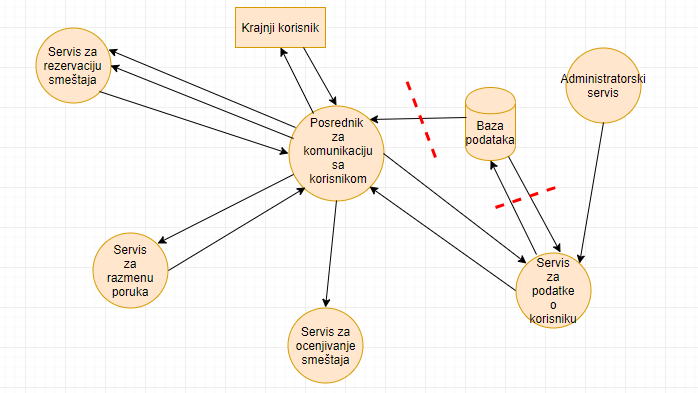 Krajni korisnik
Servis za
rezervaciju
smeštaja
Administratorski
servis
Posrednik
za
komunikaciju
sa
korisnikom
Baza
podataka
Servis
za
razmenu
poruka
Servis
za
podatke
o
korisniku
Servis za
ocenjivanje
smeštaja